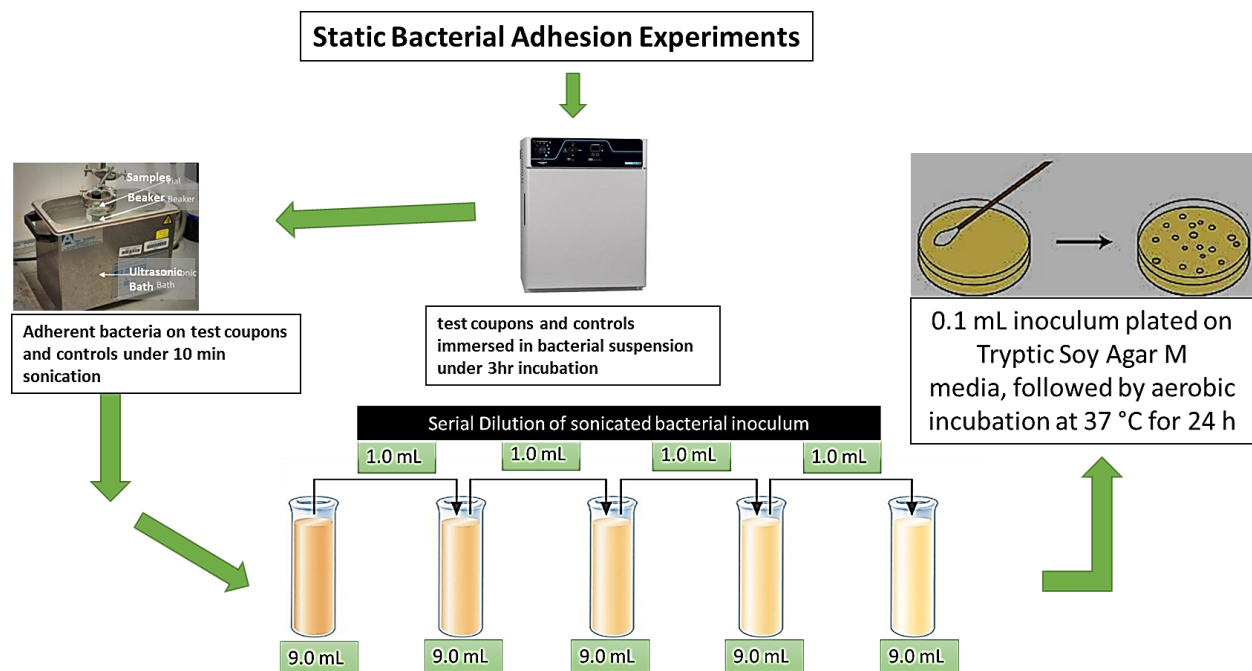 Static Bacterial Adhesion Experiments
Samples
Beaker
Beaker
Ultrasonic
Bath
Bath
Adherent bacteria on test coupons
and controls under 10 min
sonication
test coupons and controls
immersed in bacterial suspension
under 3hr incubation
0.1 mL inoculum plated on
Tryptic Soy Agar M
media, followed by aerobic
incubation at 37 °C for 24 h
Serial Dilution of sonicated bacterial inoculum
1.0 mL
1.0 mL
1.0 mL
1.0 mL
9.0 mL
9.0 mL
9.0 mL
9.0 mL
9.0 mL